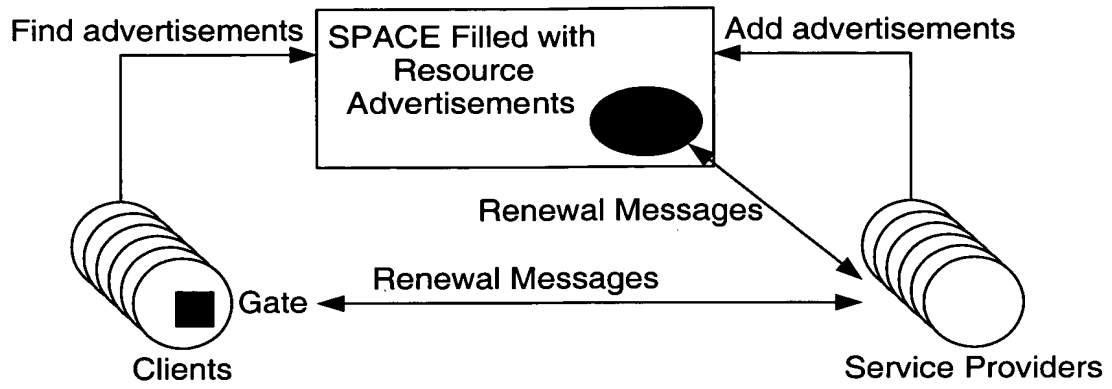 Find advertisements
SPACE Filled with
Resource
Advertisements
Add advertisements
Renewal Messages
Renewal Messages
Gate
Clients
Service Providers